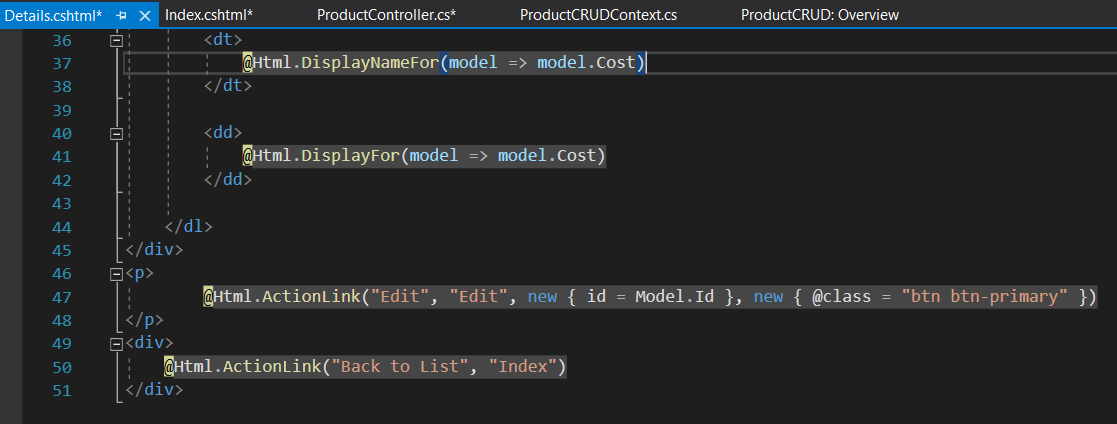 Details.cshtml* Index.cshtml* ProductController.cs* ProductCRUDContext.cs ProductCRUD: Overview
36 <dt>
37 @Html.DisplayNameFor(model => model.Cost)
38 </dt>
39
40 <dd>
41 @Html.DisplayFor(model => model.Cost)
42 </dd>
43
44 </dl>
45 </div>
46 <p>
47 @Html.ActionLink("Edit", "Edit", new { id = Model.Id }, new { @class = "btn btn-primary" })
48 </p>
49 <div>
50 @Html.ActionLink("Back to List", "Index")
51 </div>